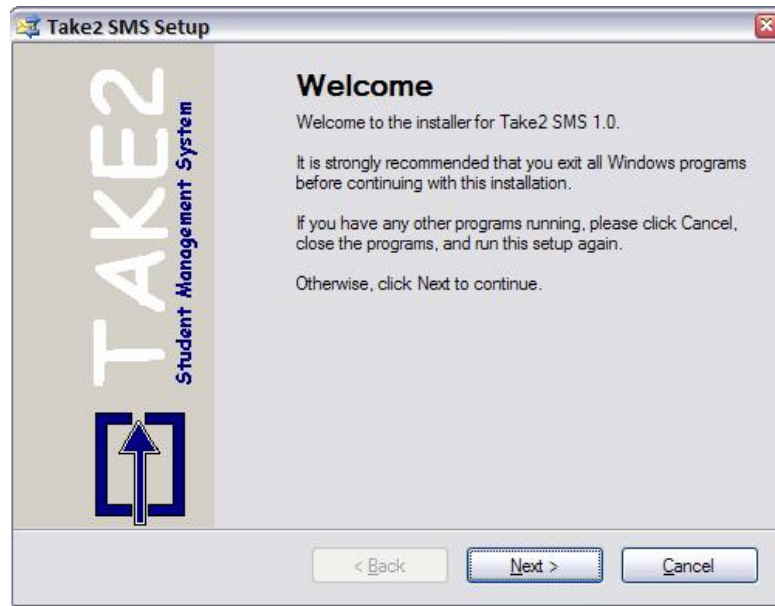 Take2 SMS Setup
TAKE2
Student Management System
Welcome
Welcome to the installer for Take2 SMS 1.0.
It is strongly recommended that you exit all Windows programs
before continuing with this installation.
If you have any other programs running, please click Cancel,
close the programs, and run this setup again.
Otherwise, click Next to continue.
< Back
Next >
Cancel